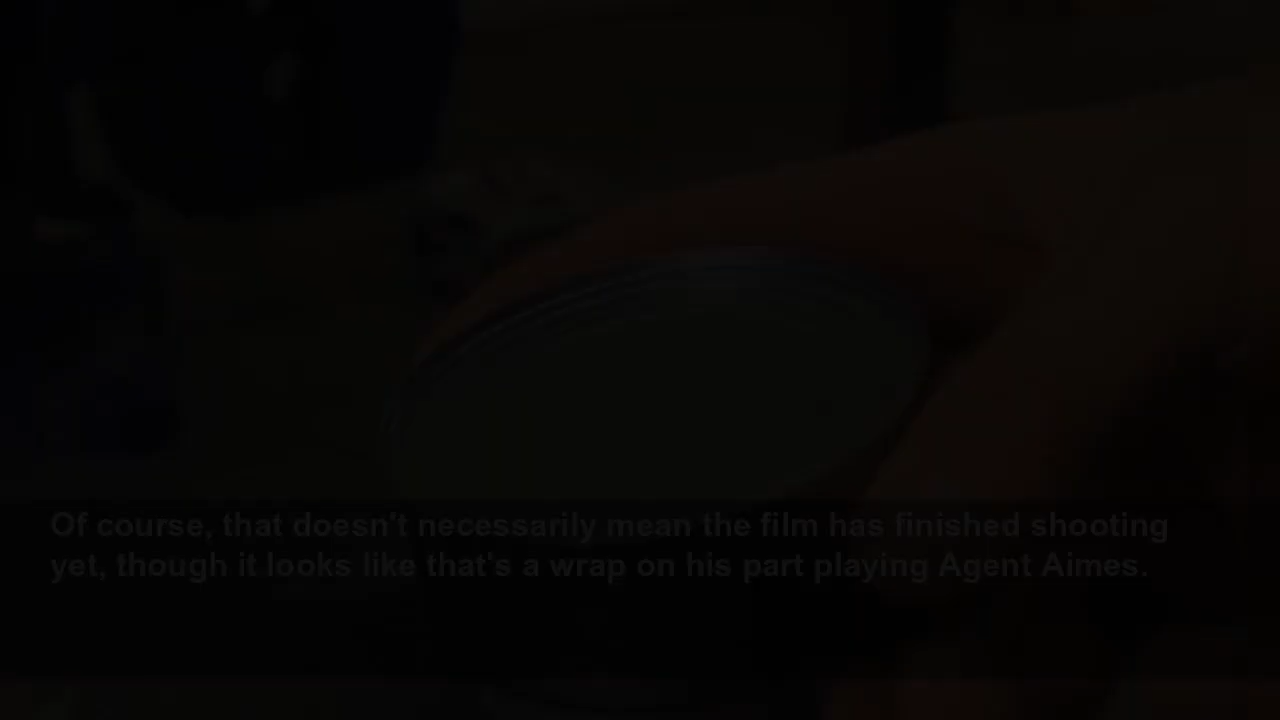 Of course, that doesn't necessarily mean the film has finished shooting
yet, though it looks like that's a wrap on his part playing Agent Aimes.